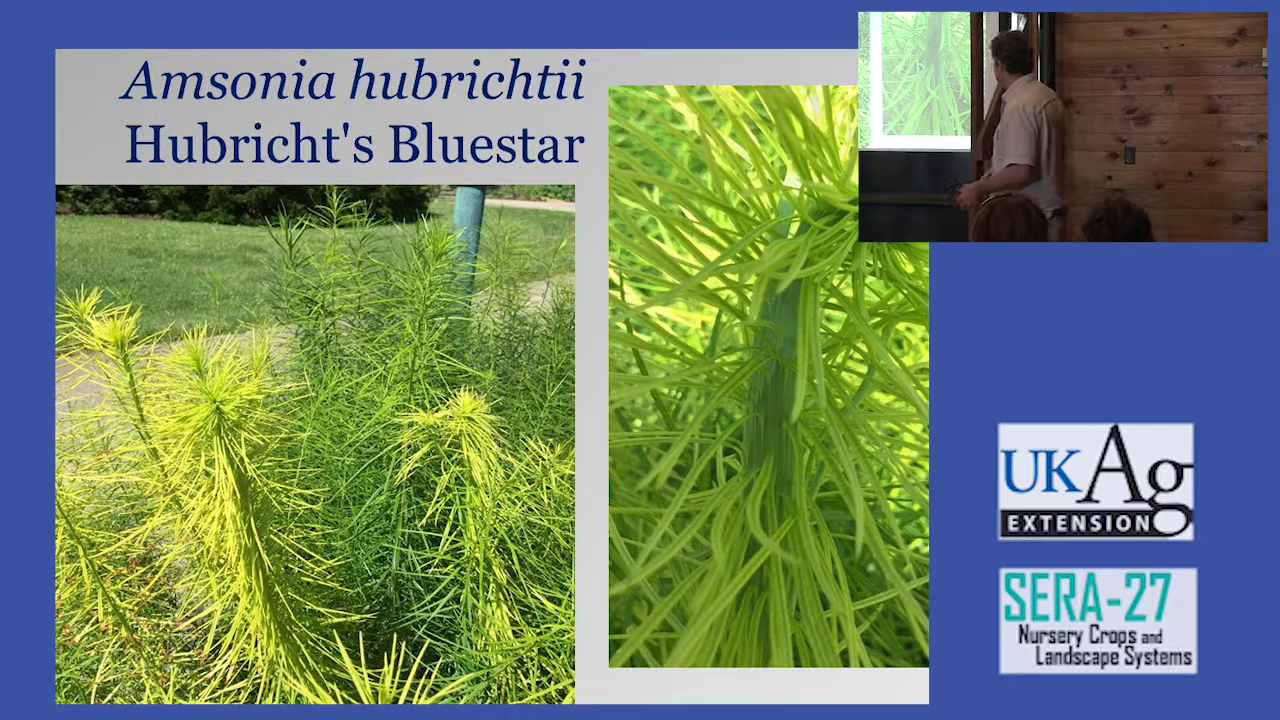 Amsonia hubrichtii
Hubricht's Bluestar
UKAg
EXTENSION
SERA-27
Nursery Crops and
Landscape Systems